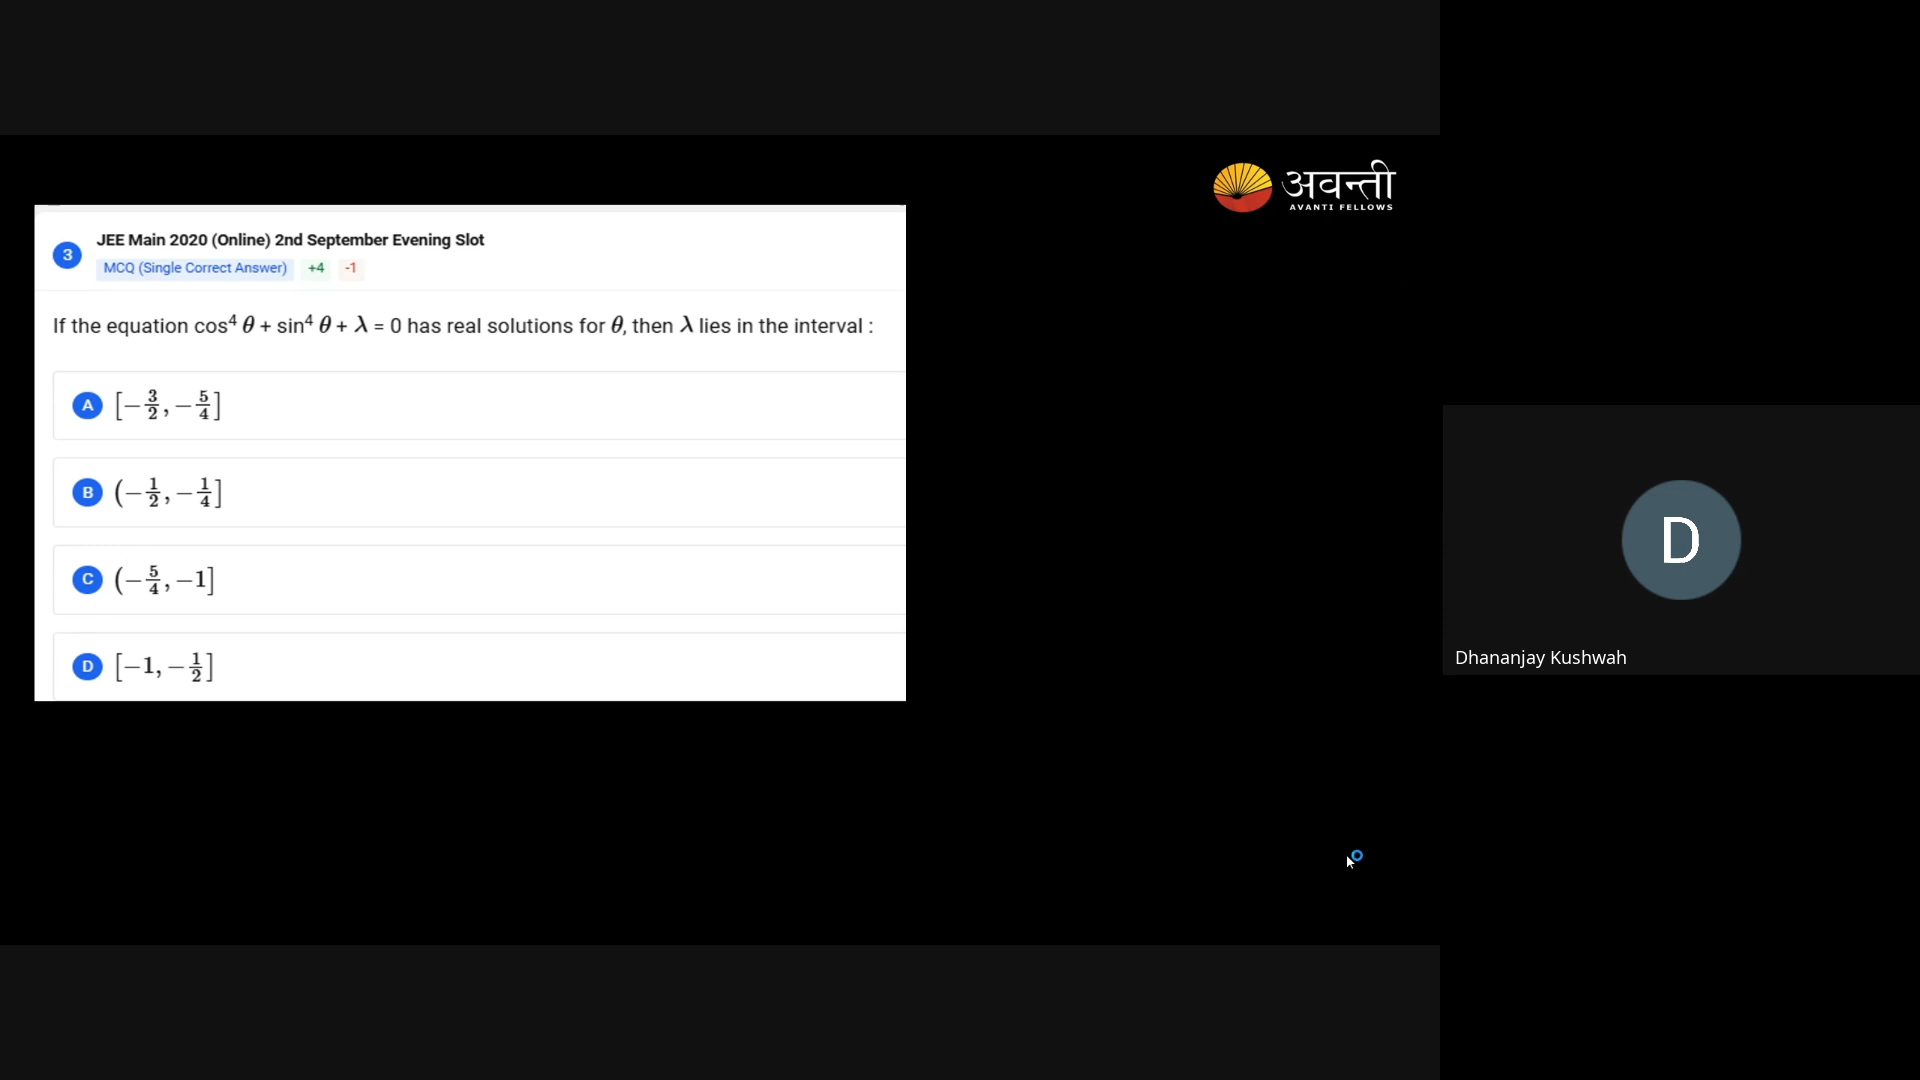 अवन्ती
AVANTI FELLOWS
3
JEE Main 2020 (Online) 2nd September Evening Slot
MCQ (Single Correct Answer) +4 -1
If the equation cos⁴ θ + sin⁴ θ + λ = 0 has real solutions for θ, then λ lies in the interval :
A [−3/2, −5/4]
B (−1/2, −1/4]
C (−5/4, −1]
D [−1, −1/2]
D
Dhananjay Kushwah